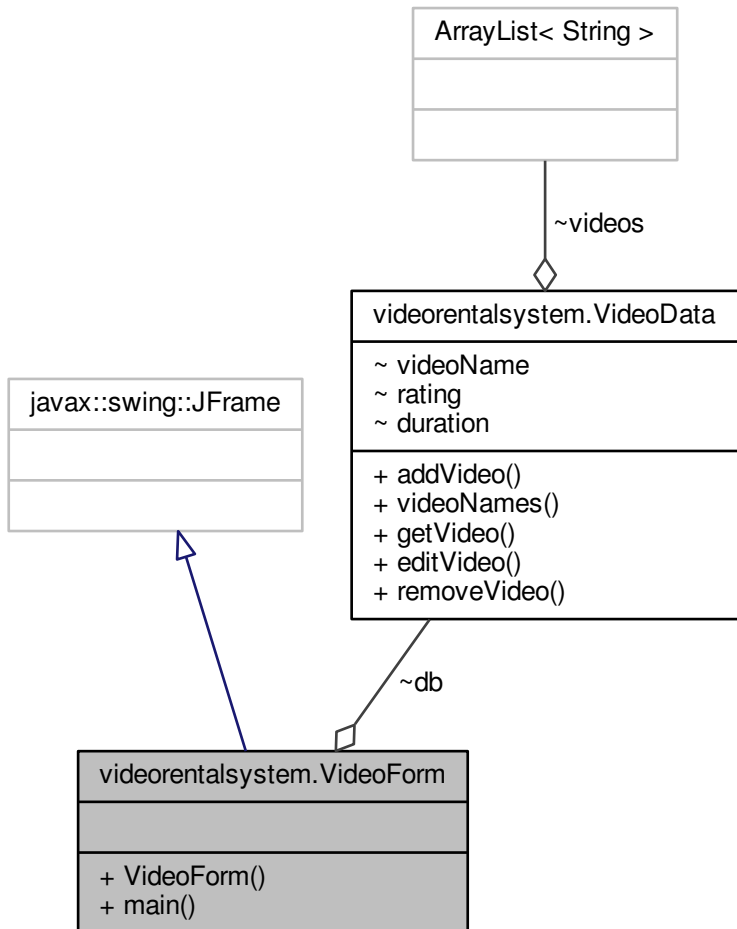 ArrayList< String >
~videos
videorentalsystem.VideoData
~ videoName
~ rating
~ duration
+ addVideo()
+ videoNames()
+ getVideo()
+ editVideo()
+ removeVideo()
javax::swing::JFrame
~db
videorentalsystem.VideoForm
+ VideoForm()
+ main()